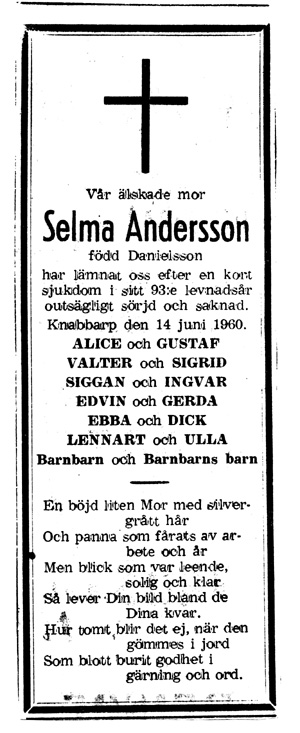 Vår älskade mor
Selma Andersson
född Danielsson
har lämnat oss efter en kort
sjukdom i sitt 93:e levnadsår
outsägligt sörjd och saknad.
Knabbarp den 14 juni 1960.
ALICE och GUSTAF
VALTER och SIGRID
SIGGAN och INGVAR
EDVIN och GERDA
EBBA och DICK
LENNART och ULLA
Barnbarn och Barnbarns barn
En böjd liten Mor med silver-
grått hår
Och panna som fårats av ar-
bete och år
Men blick som var leende,
solig och klar
Så lever Din bild bland de
Dina kvar.
Hur tomt blir det ej, när den
gömmes i jord
Som blott burit godhet i
gärning och ord.